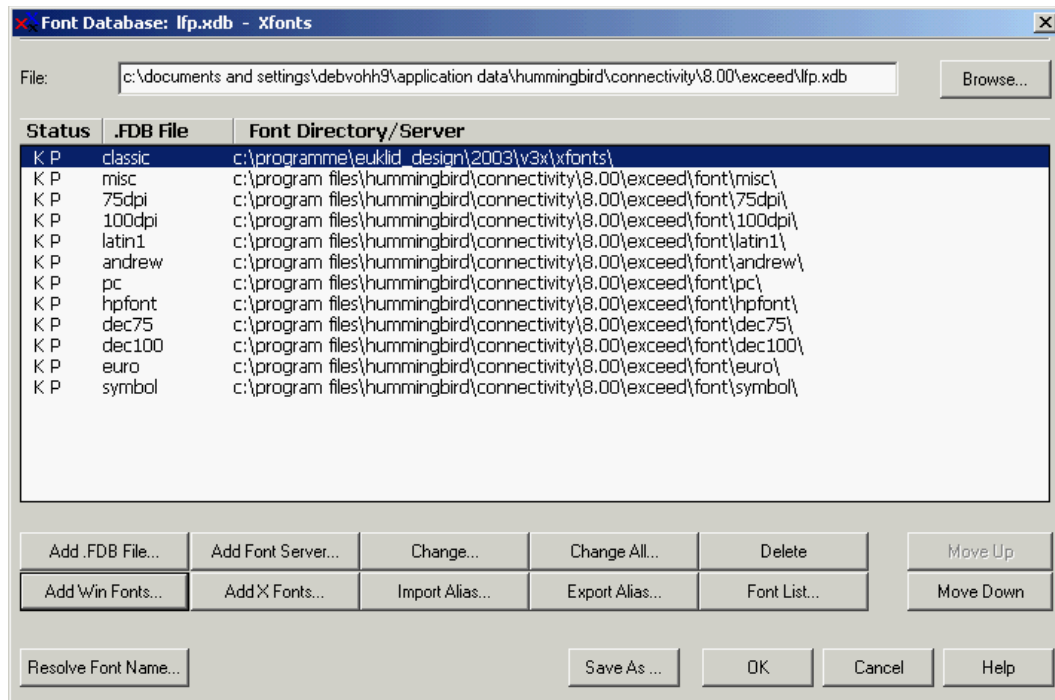 Font Database: lfp.xdb - Xfonts
File: c:\documents and settings\debvohh9\application data\hummingbird\connectivity\8.00\exceed\lfp.xdb Browse...
Status .FDB File Font Directory/Server
K P classic c:\programme\euklid_design\2003\v3x\xfonts\
K P misc c:\program files\hummingbird\connectivity\8.00\exceed\font\misc\
K P 75dpi c:\program files\hummingbird\connectivity\8.00\exceed\font\75dpi\
K P 100dpi c:\program files\hummingbird\connectivity\8.00\exceed\font\100dpi\
K P latin1 c:\program files\hummingbird\connectivity\8.00\exceed\font\latin1\
K P andrew c:\program files\hummingbird\connectivity\8.00\exceed\font\andrew\
K P pc c:\program files\hummingbird\connectivity\8.00\exceed\font\pc\
K P hpfont c:\program files\hummingbird\connectivity\8.00\exceed\font\hpfont\
K P dec75 c:\program files\hummingbird\connectivity\8.00\exceed\font\dec75\
K P dec100 c:\program files\hummingbird\connectivity\8.00\exceed\font\dec100\
K P euro c:\program files\hummingbird\connectivity\8.00\exceed\font\euro\
K P symbol c:\program files\hummingbird\connectivity\8.00\exceed\font\symbol\
Add .FDB File... Add Font Server... Change... Change All... Delete Move Up
Add Win Fonts... Add X Fonts... Import Alias... Export Alias... Font List... Move Down
Resolve Font Name... Save As ... OK Cancel Help